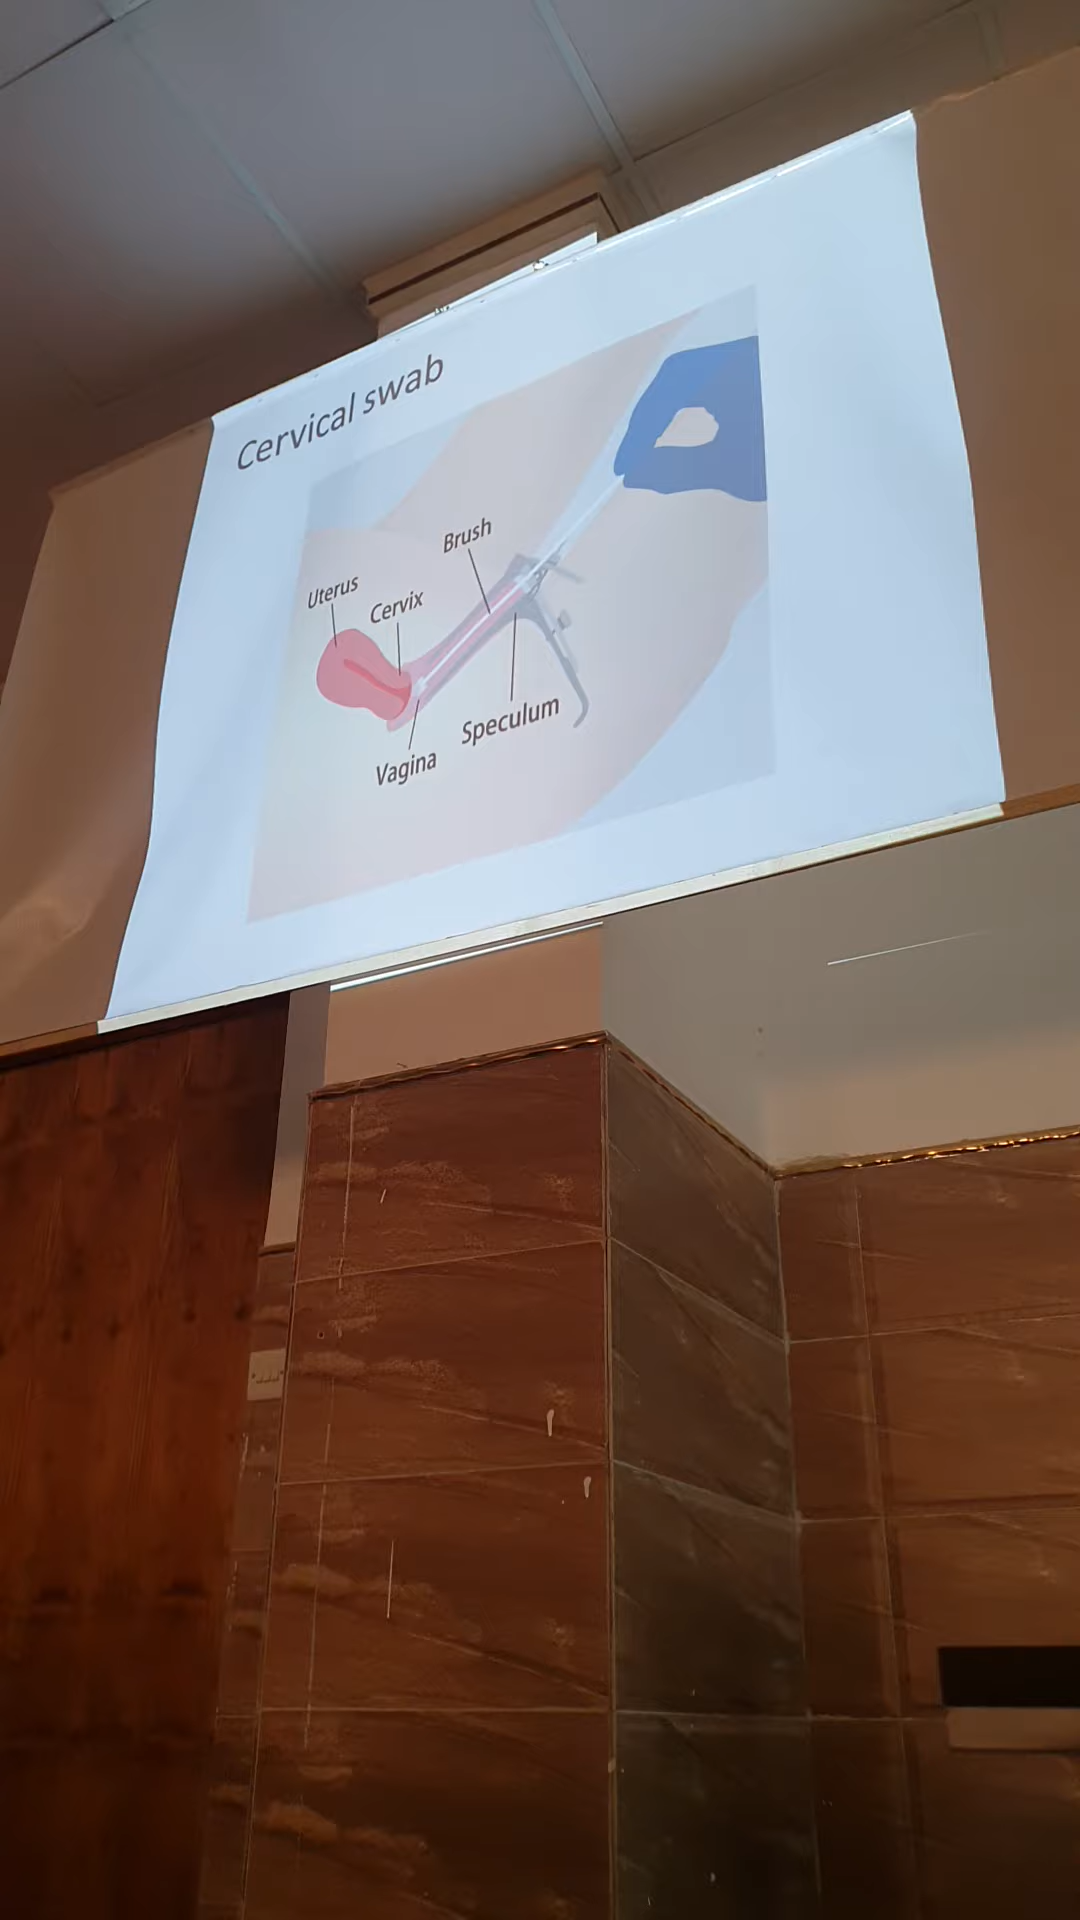 Cervical swab
Brush
Uterus
Cervix
Speculum
Vagina